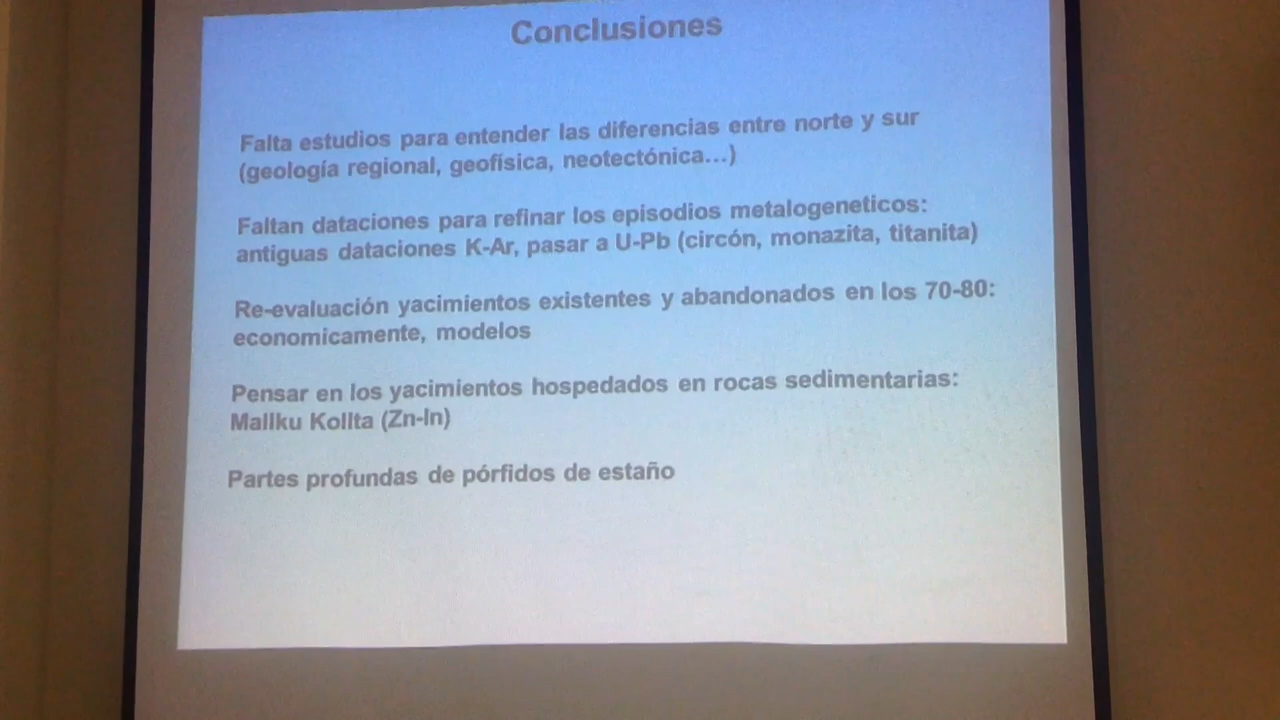 Conclusiones
Falta estudios para entender las diferencias entre norte y sur
(geología regional, geofísica, neotectónica...)
Faltan dataciones para refinar los episodios metalogeneticos:
antiguas dataciones K-Ar, pasar a U-Pb (circón, monazita, titanita)
Re-evaluación yacimientos existentes y abandonados en los 70-80:
economicamente, modelos
Pensar en los yacimientos hospedados en rocas sedimentarias:
Mallku Kollta (Zn-In)
Partes profundas de pórfidos de estaño